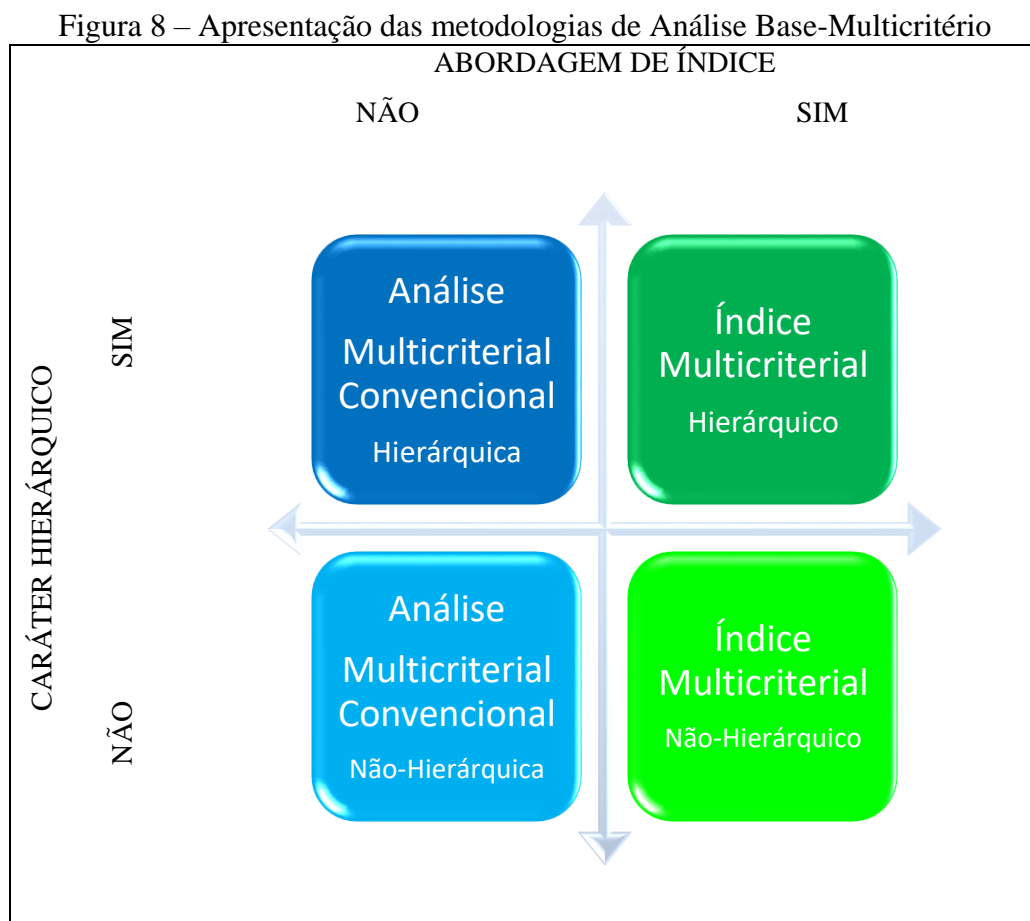 Figura 8 – Apresentação das metodologias de Análise Base-Multicritério
ABORDAGEM DE ÍNDICE
NÃO SIM
CARÁTER HIERÁRQUICO
SIM
Análise
Multicriterial
Convencional
Hierárquica
Índice
Multicriterial
Hierárquico
NÃO
Análise
Multicriterial
Convencional
Não-Hierárquica
Índice
Multicriterial
Não-Hierárquico